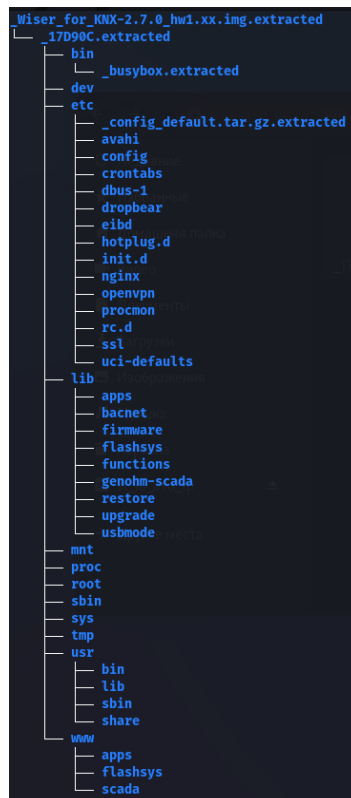 _Wiser_for_KNX-2.7.0_hw1.xx.img.extracted
_17D90C.extracted
bin
_busybox.extracted
dev
etc
_config_default.tar.gz.extracted
avahi
config
crontabs
dbus-1
dropbear
eibd
hotplug.d
init.d
nginx
openvpn
procmon
rc.d
ssl
uci-defaults
lib
apps
bacnet
firmware
flashsys
functions
genohm-scada
restore
upgrade
usbmode
mnt
proc
root
sbin
sys
tmp
usr
bin
lib
sbin
share
www
apps
flashsys
scada